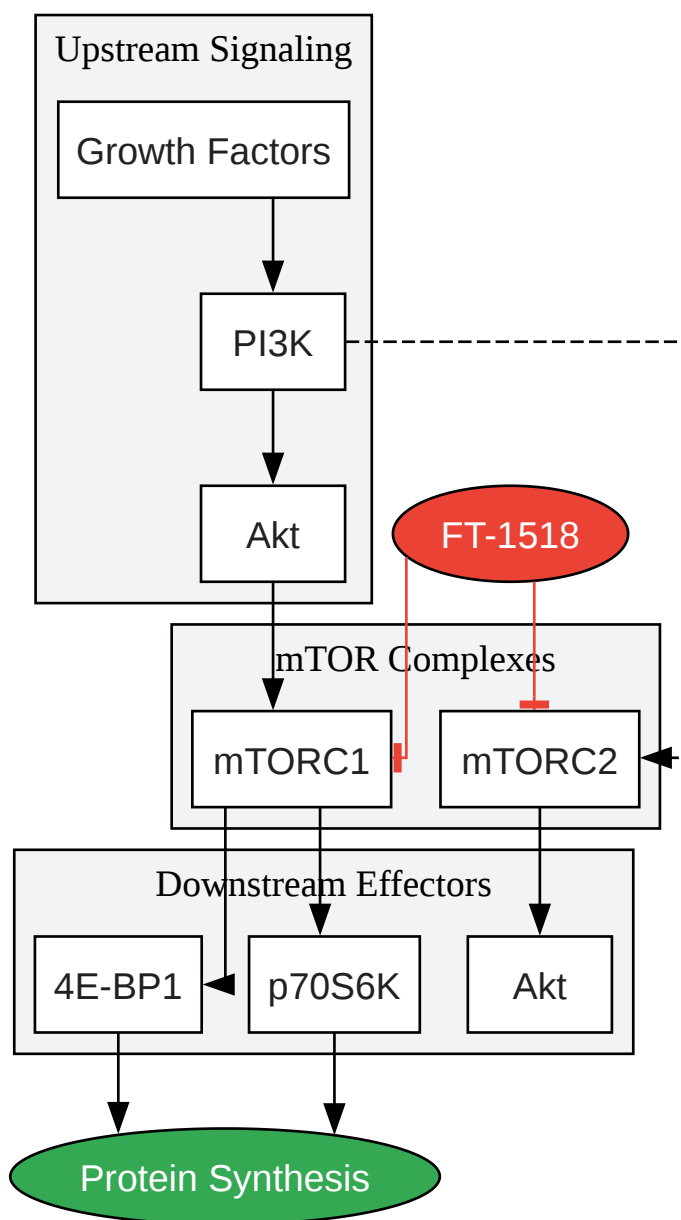 Upstream Signaling
Growth Factors
PI3K
Akt
FT-1518
mTOR Complexes
mTORC1
mTORC2
Downstream Effectors
4E-BP1
p70S6K
Akt
Protein Synthesis